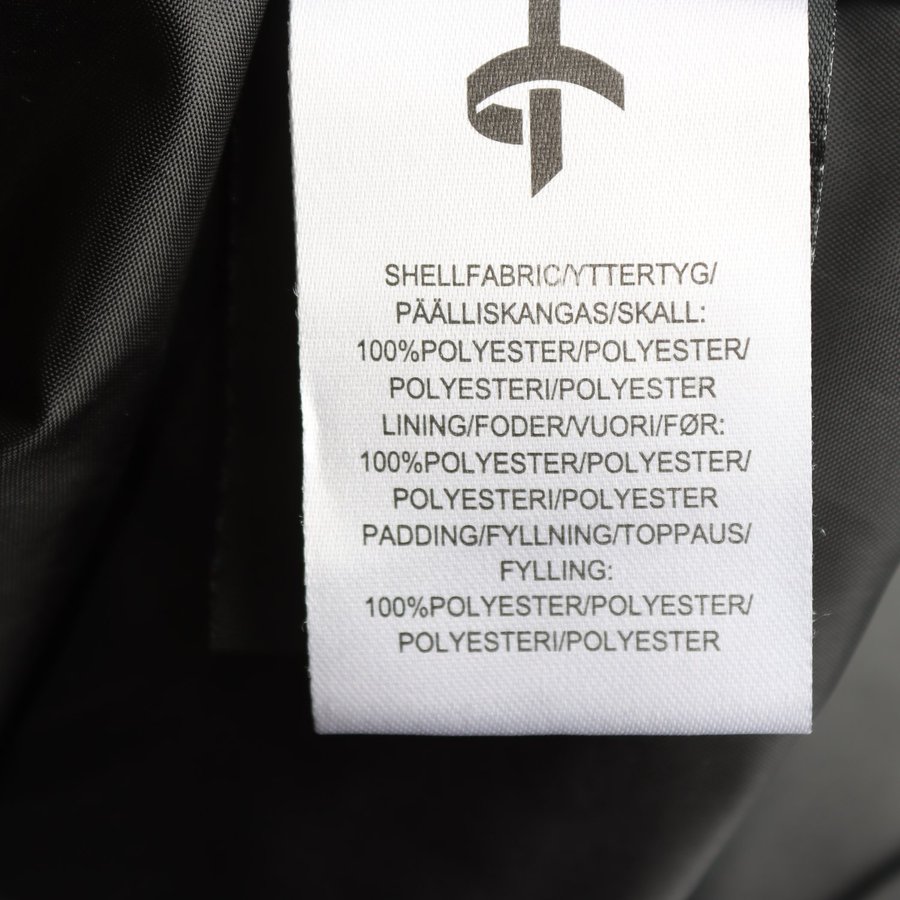 SHELLFABRIC/YTTERTYG/
PÄÄLLISKANGAS/SKALL:
100%POLYESTER/POLYESTER/
POLYESTERI/POLYESTER
LINING/FODER/VUORI/FØR:
100%POLYESTER/POLYESTER/
POLYESTERI/POLYESTER
PADDING/FYLLNING/TOPPAUS/
FYLLING:
100%POLYESTER/POLYESTER/
POLYESTERI/POLYESTER